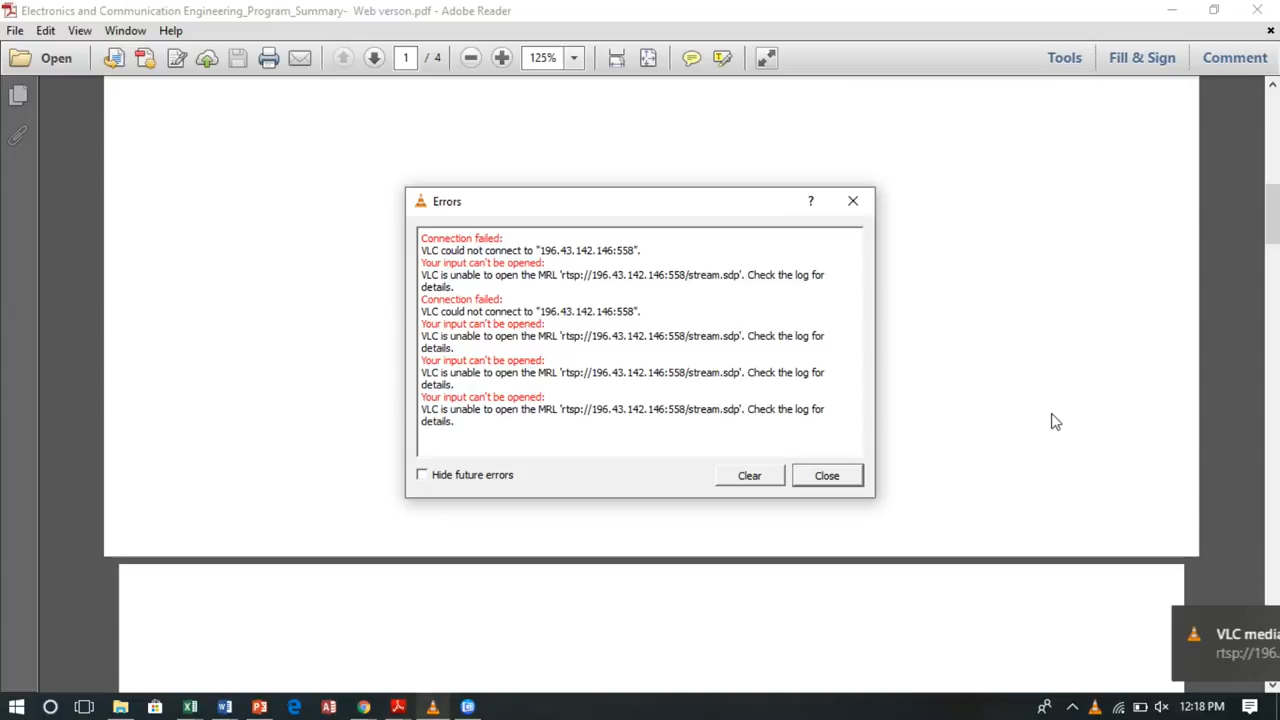 Electronics and Communication Engineering_Program_Summary- Web verson.pdf - Adobe Reader
File Edit View Window Help
Open 1 / 4 125% Tools Fill & Sign Comment
Errors
Connection failed:
VLC could not connect to "196.43.142.146:558".
Your input can't be opened:
VLC is unable to open the MRL 'rtsp://196.43.142.146:558/stream.sdp'. Check the log for
details.
Connection failed:
VLC could not connect to "196.43.142.146:558".
Your input can't be opened:
VLC is unable to open the MRL 'rtsp://196.43.142.146:558/stream.sdp'. Check the log for
details.
Your input can't be opened:
VLC is unable to open the MRL 'rtsp://196.43.142.146:558/stream.sdp'. Check the log for
details.
Your input can't be opened:
VLC is unable to open the MRL 'rtsp://196.43.142.146:558/stream.sdp'. Check the log for
details.
Hide future errors Clear Close
VLC media
rtsp://196.
12:18 PM